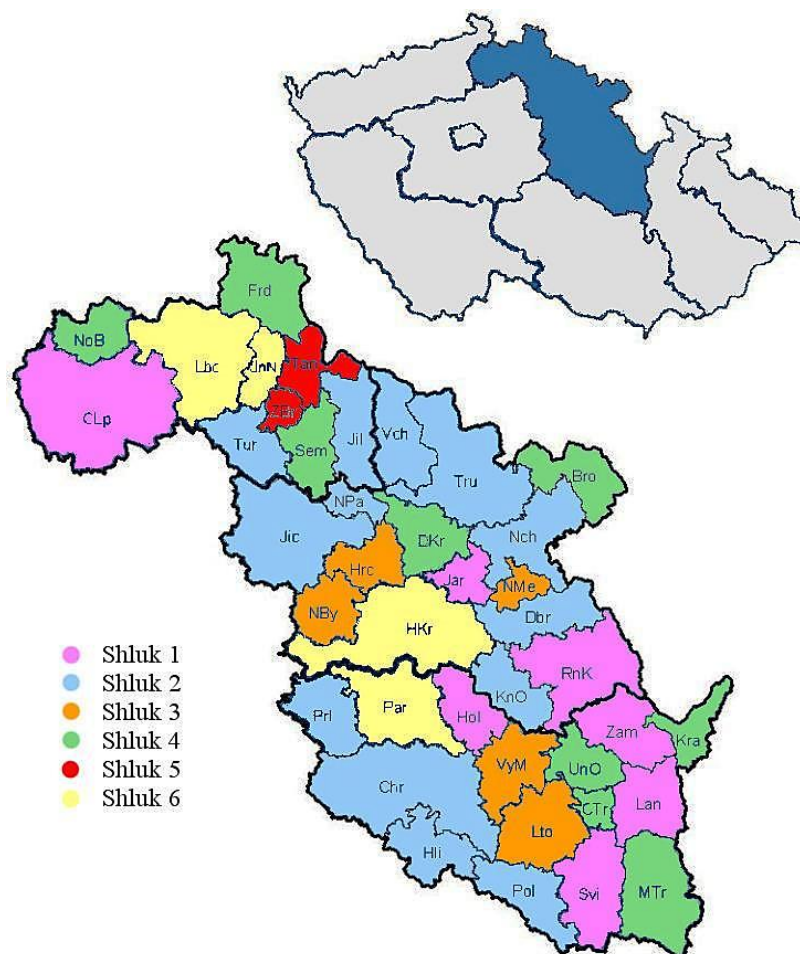 Frd
NoB
Lbc
JnN
Tan
CLp
ZBr
Tur
Sem
Jil
Vch
Tru
Bro
NPa
Jic
DKr
Nch
Hrc
Jar
NMe
NBy
HKr
Dbr
Shluk 1
Shluk 2
Shluk 3
Shluk 4
Shluk 5
Shluk 6
RnK
KnO
Prl
Par
Hol
Zam
Kra
VyM
UnO
Chr
CTr
Lan
Lto
Hli
Pol
Svi
MTr